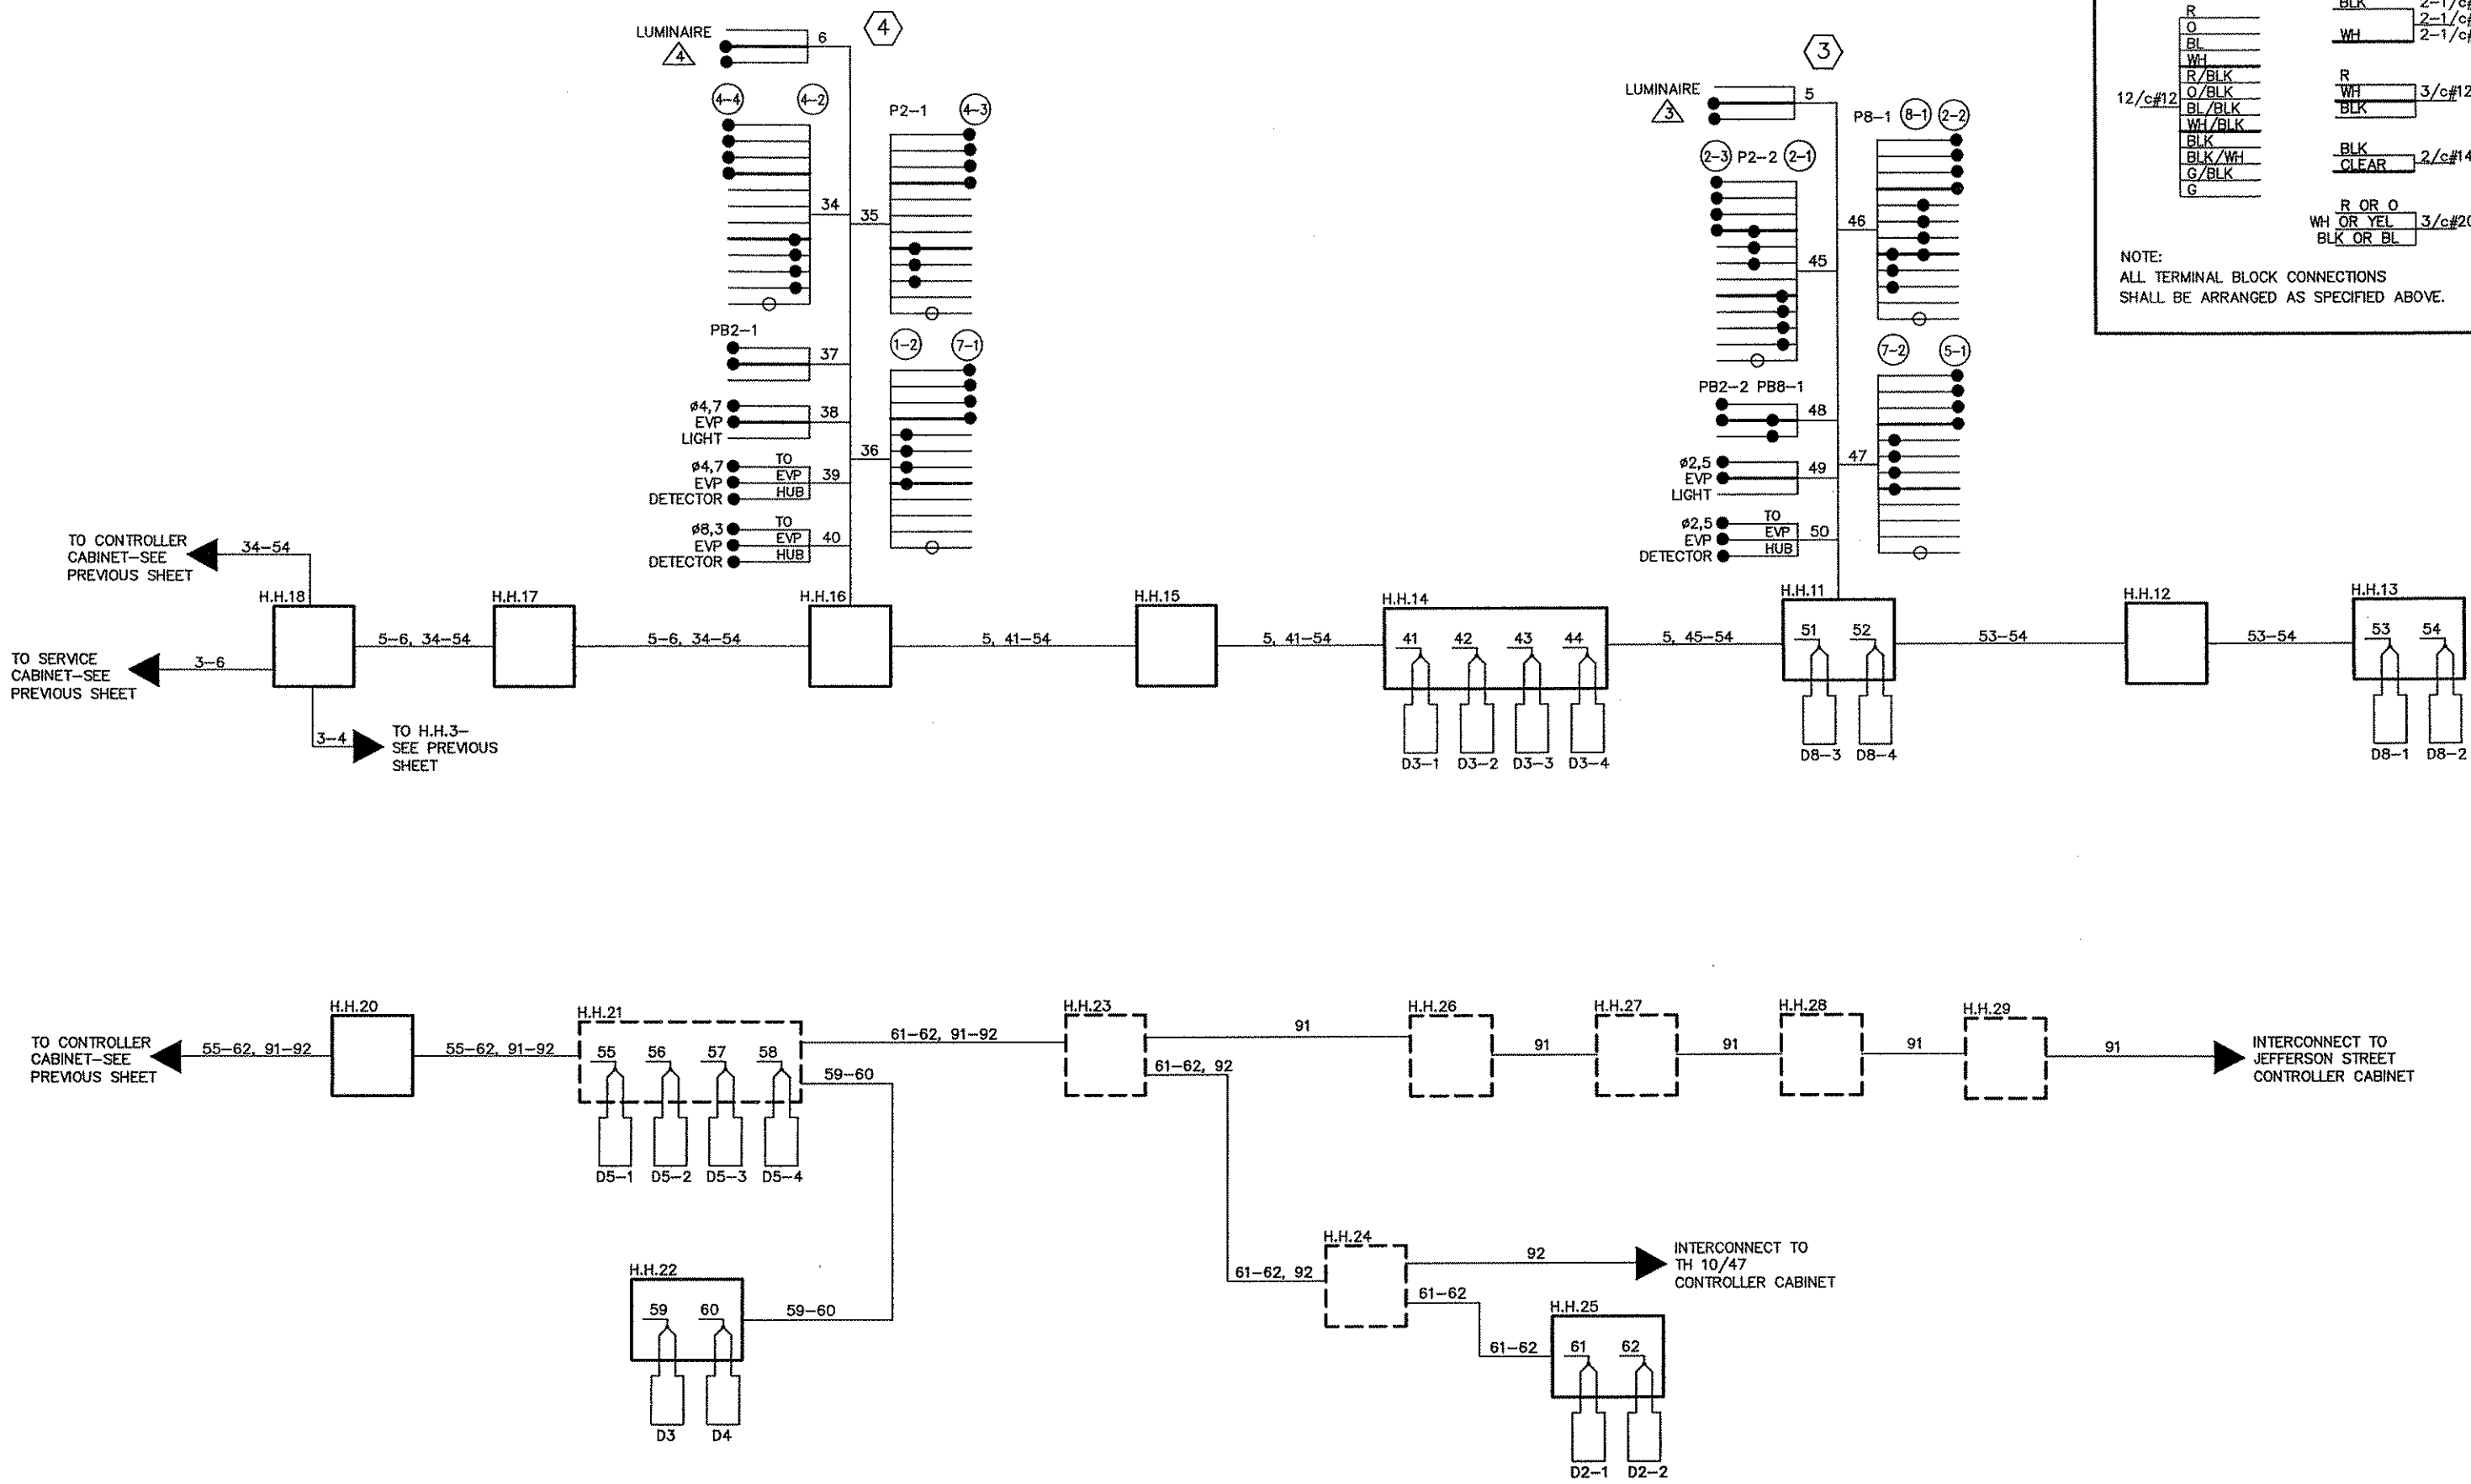 LUMINAIRE
4
6
4
4-4
4-2
P2-1
4-3
34
35
PB2-1
37
1-2
7-1
ø4,7
EVP
LIGHT
38
36
ø4,7
EVP
DETECTOR
TO
EVP
HUB
39
ø8,3
EVP
DETECTOR
TO
EVP
HUB
40
LUMINAIRE
3
5
3
P8-1
8-1
2-2
2-3
P2-2
2-1
45
46
7-2
5-1
PB2-2 PB8-1
48
47
ø2,5
EVP
LIGHT
49
ø2,5
EVP
DETECTOR
TO
EVP
HUB
50
12/c#12
R
O
BL
WH
R/BLK
O/BLK
BL/BLK
WH/BLK
BLK
BLK/WH
G/BLK
G
BLK
WH
2-1/c#
2-1/c#
2-1/c#
R
WH
BLK
3/c#12
BLK
CLEAR
2/c#14
R OR O
WH OR YEL
BLK OR BL
3/c#20
NOTE:
ALL TERMINAL BLOCK CONNECTIONS
SHALL BE ARRANGED AS SPECIFIED ABOVE.
TO CONTROLLER
CABINET-SEE
PREVIOUS SHEET
34-54
TO SERVICE
CABINET-SEE
PREVIOUS SHEET
3-6
H.H.18
3-4
TO H.H.3-
SEE PREVIOUS
SHEET
5-6, 34-54
H.H.17
5-6, 34-54
H.H.16
5, 41-54
H.H.15
5, 41-54
H.H.14
41
42
43
44
D3-1
D3-2
D3-3
D3-4
5, 45-54
H.H.11
51
52
D8-3
D8-4
53-54
H.H.12
53-54
H.H.13
53
54
D8-1
D8-2
TO CONTROLLER
CABINET-SEE
PREVIOUS SHEET
55-62, 91-92
H.H.20
55-62, 91-92
H.H.21
55
56
57
58
D5-1
D5-2
D5-3
D5-4
61-62, 91-92
59-60
H.H.22
59
60
59-60
D3
D4
H.H.23
91
61-62, 92
H.H.26
91
H.H.27
91
H.H.28
91
H.H.29
91
INTERCONNECT TO
JEFFERSON STREET
CONTROLLER CABINET
61-62, 92
H.H.24
92
INTERCONNECT TO
TH 10/47
CONTROLLER CABINET
61-62
61-62
H.H.25
61
62
D2-1
D2-2